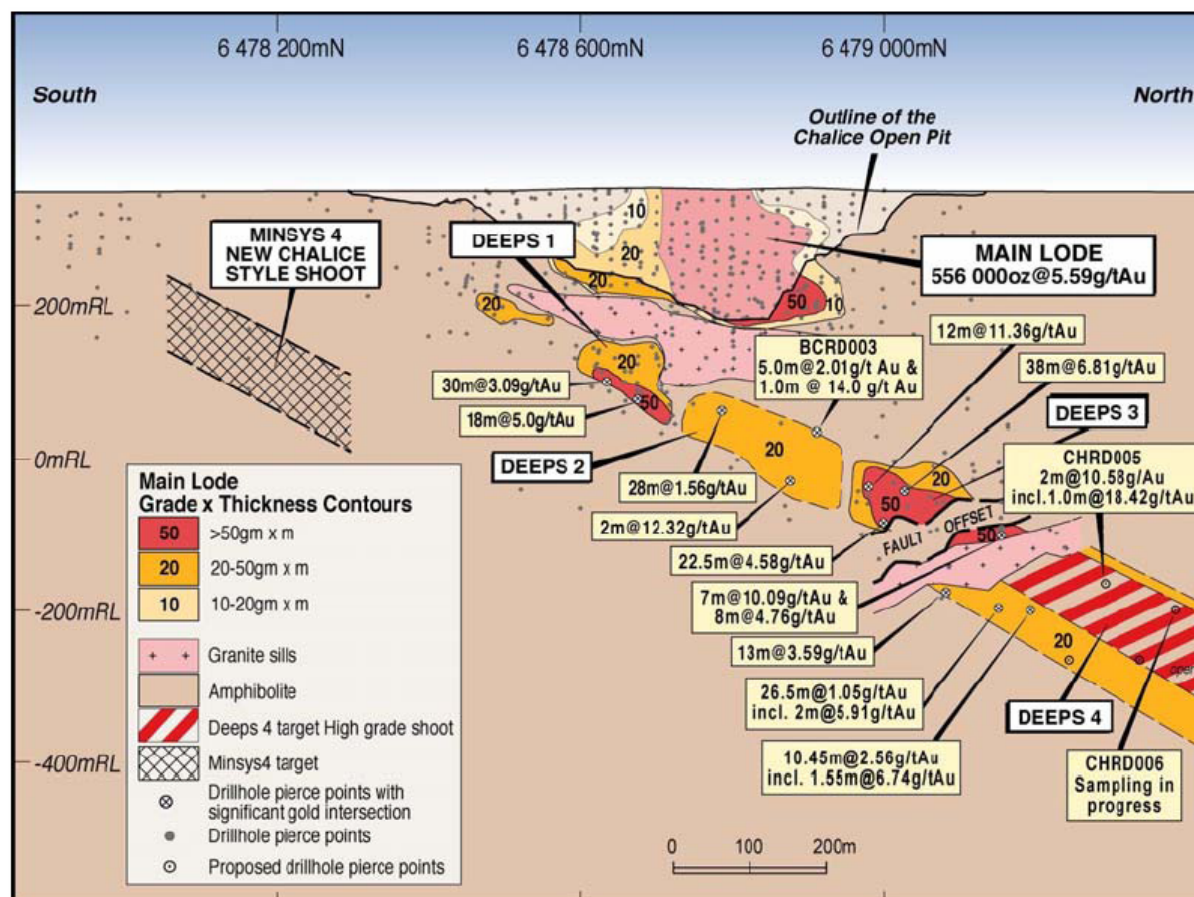 6 478 200mN
6 478 600mN
6 479 000mN
South
North
Outline of the
Chalice Open Pit
MINSYS 4
NEW CHALICE
STYLE SHOOT
DEEPS 1
10
20
20
50
10
MAIN LODE
556 000oz@5.59g/tAu
200mRL
20
12m@11.36g/tAu
BCRD003
5.0m@2.01g/t Au &
1.0m @ 14.0 g/t Au
38m@6.81g/tAu
20
30m@3.09g/tAu
50
18m@5.0g/tAu
DEEPS 3
0mRL
DEEPS 2
20
CHRD005
2m@10.58g/Au
incl.1.0m@18.42g/tAu
20
50
28m@1.56g/tAu
2m@12.32g/tAu
FAULT OFFSET
50
22.5m@4.58g/tAu
7m@10.09g/tAu &
8m@4.76g/tAu
-200mRL
13m@3.59g/tAu
20
open
26.5m@1.05g/tAu
incl. 2m@5.91g/tAu
DEEPS 4
10.45m@2.56g/tAu
incl. 1.55m@6.74g/tAu
-400mRL
CHRD006
Sampling in
progress
Main Lode
Grade x Thickness Contours
50 >50gm x m
20 20-50gm x m
10 10-20gm x m
Granite sills
Amphibolite
Deeps 4 target High grade shoot
Minsys4 target
Drillhole pierce points with
significant gold intersection
Drillhole pierce points
Proposed drillhole pierce points
0 100 200m